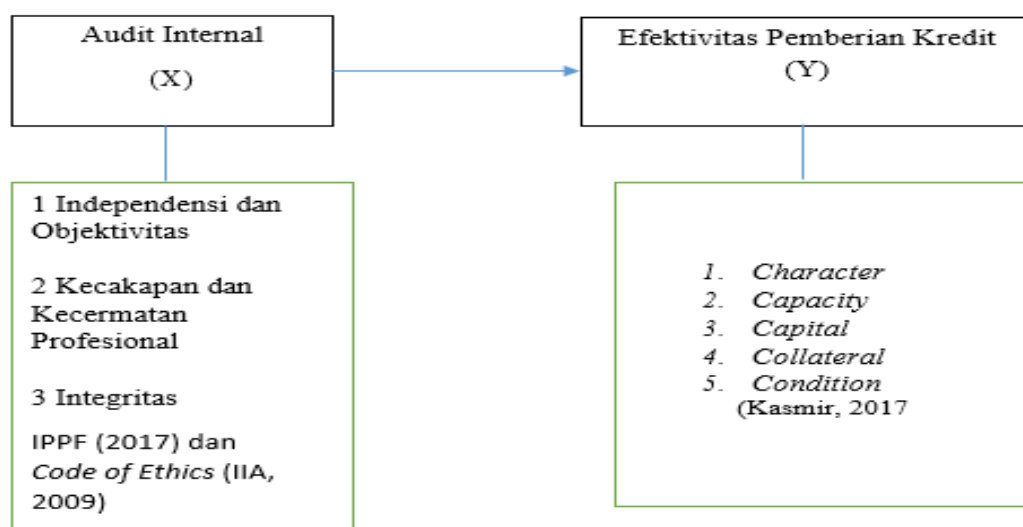 Audit Internal
(X)
Efektivitas Pemberian Kredit
(Y)
1 Independensi dan
Objektivitas
2 Kecakapan dan
Kecermatan
Profesional
3 Integritas
IPPF (2017) dan
Code of Ethics (IIA,
2009)
1. Character
2. Capacity
3. Capital
4. Collateral
5. Condition
(Kasmir, 2017